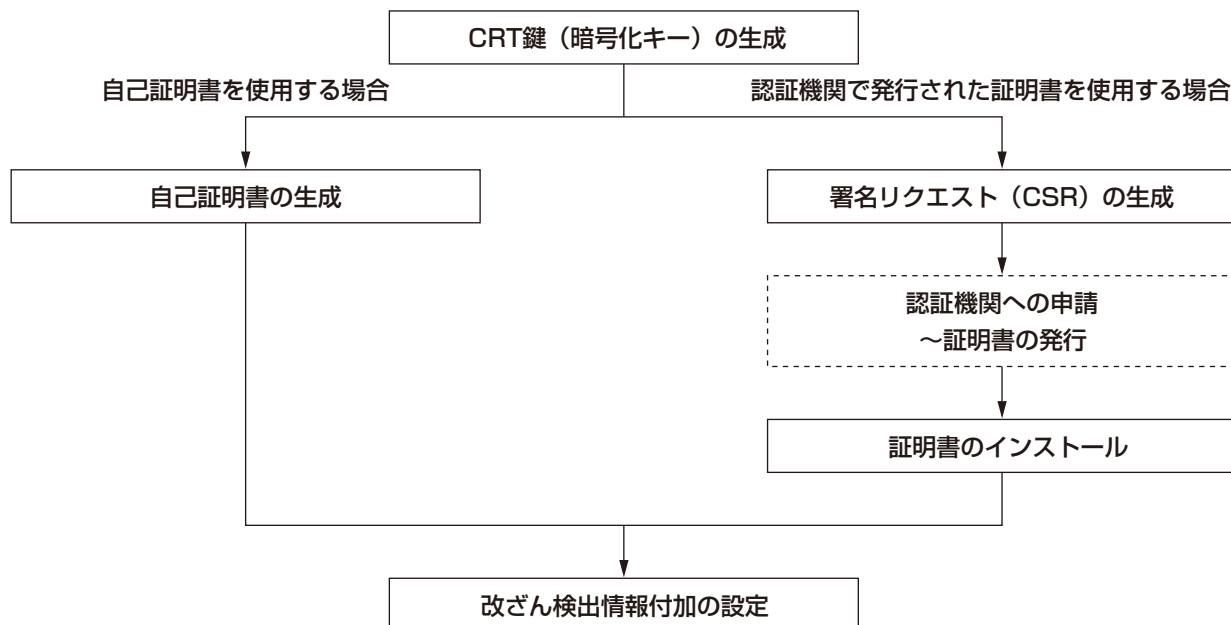 CRT鍵（暗号化キー）の生成
自己証明書を使用する場合
認証機関で発行された証明書を使用する場合
自己証明書の生成
署名リクエスト（CSR）の生成
認証機関への申請
～証明書の発行
証明書のインストール
改ざん検出情報付加の設定